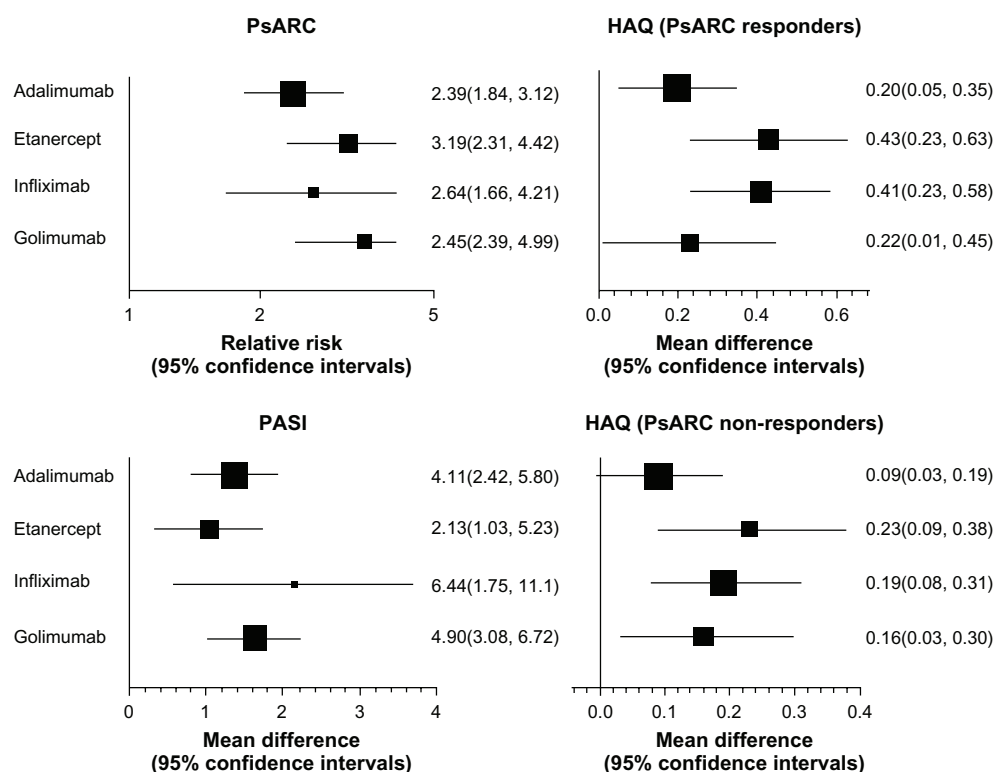 PsARC
Adalimumab 2.39(1.84, 3.12)
Etanercept 3.19(2.31, 4.42)
Infliximab 2.64(1.66, 4.21)
Golimumab 2.45(2.39, 4.99)
1 2 5
Relative risk
(95% confidence intervals)
HAQ (PsARC responders)
0.20(0.05, 0.35)
0.43(0.23, 0.63)
0.41(0.23, 0.58)
0.22(0.01, 0.45)
0.0 0.2 0.4 0.6
Mean difference
(95% confidence intervals)
PASI
Adalimumab 4.11(2.42, 5.80)
Etanercept 2.13(1.03, 5.23)
Infliximab 6.44(1.75, 11.1)
Golimumab 4.90(3.08, 6.72)
0 1 2 3 4
Mean difference
(95% confidence intervals)
HAQ (PsARC non-responders)
0.09(0.03, 0.19)
0.23(0.09, 0.38)
0.19(0.08, 0.31)
0.16(0.03, 0.30)
0.0 0.1 0.2 0.3 0.4
Mean difference
(95% confidence intervals)